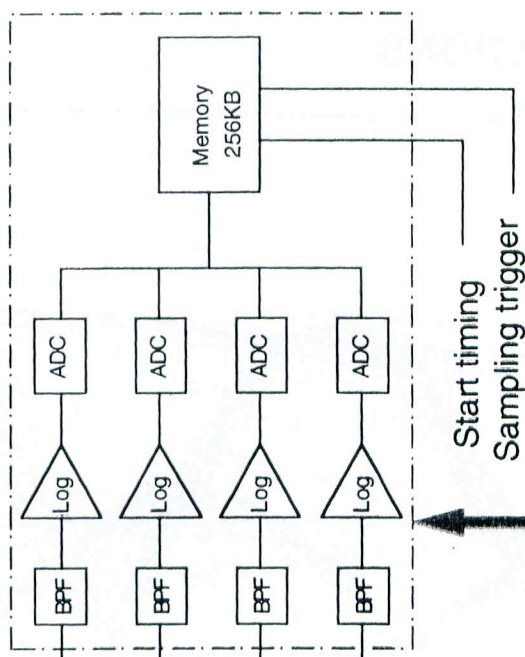 Memory
256KB
ADC
ADC
ADC
ADC
Log
Log
Log
Log
BPF
BPF
BPF
BPF
Start timing
Sampling trigger